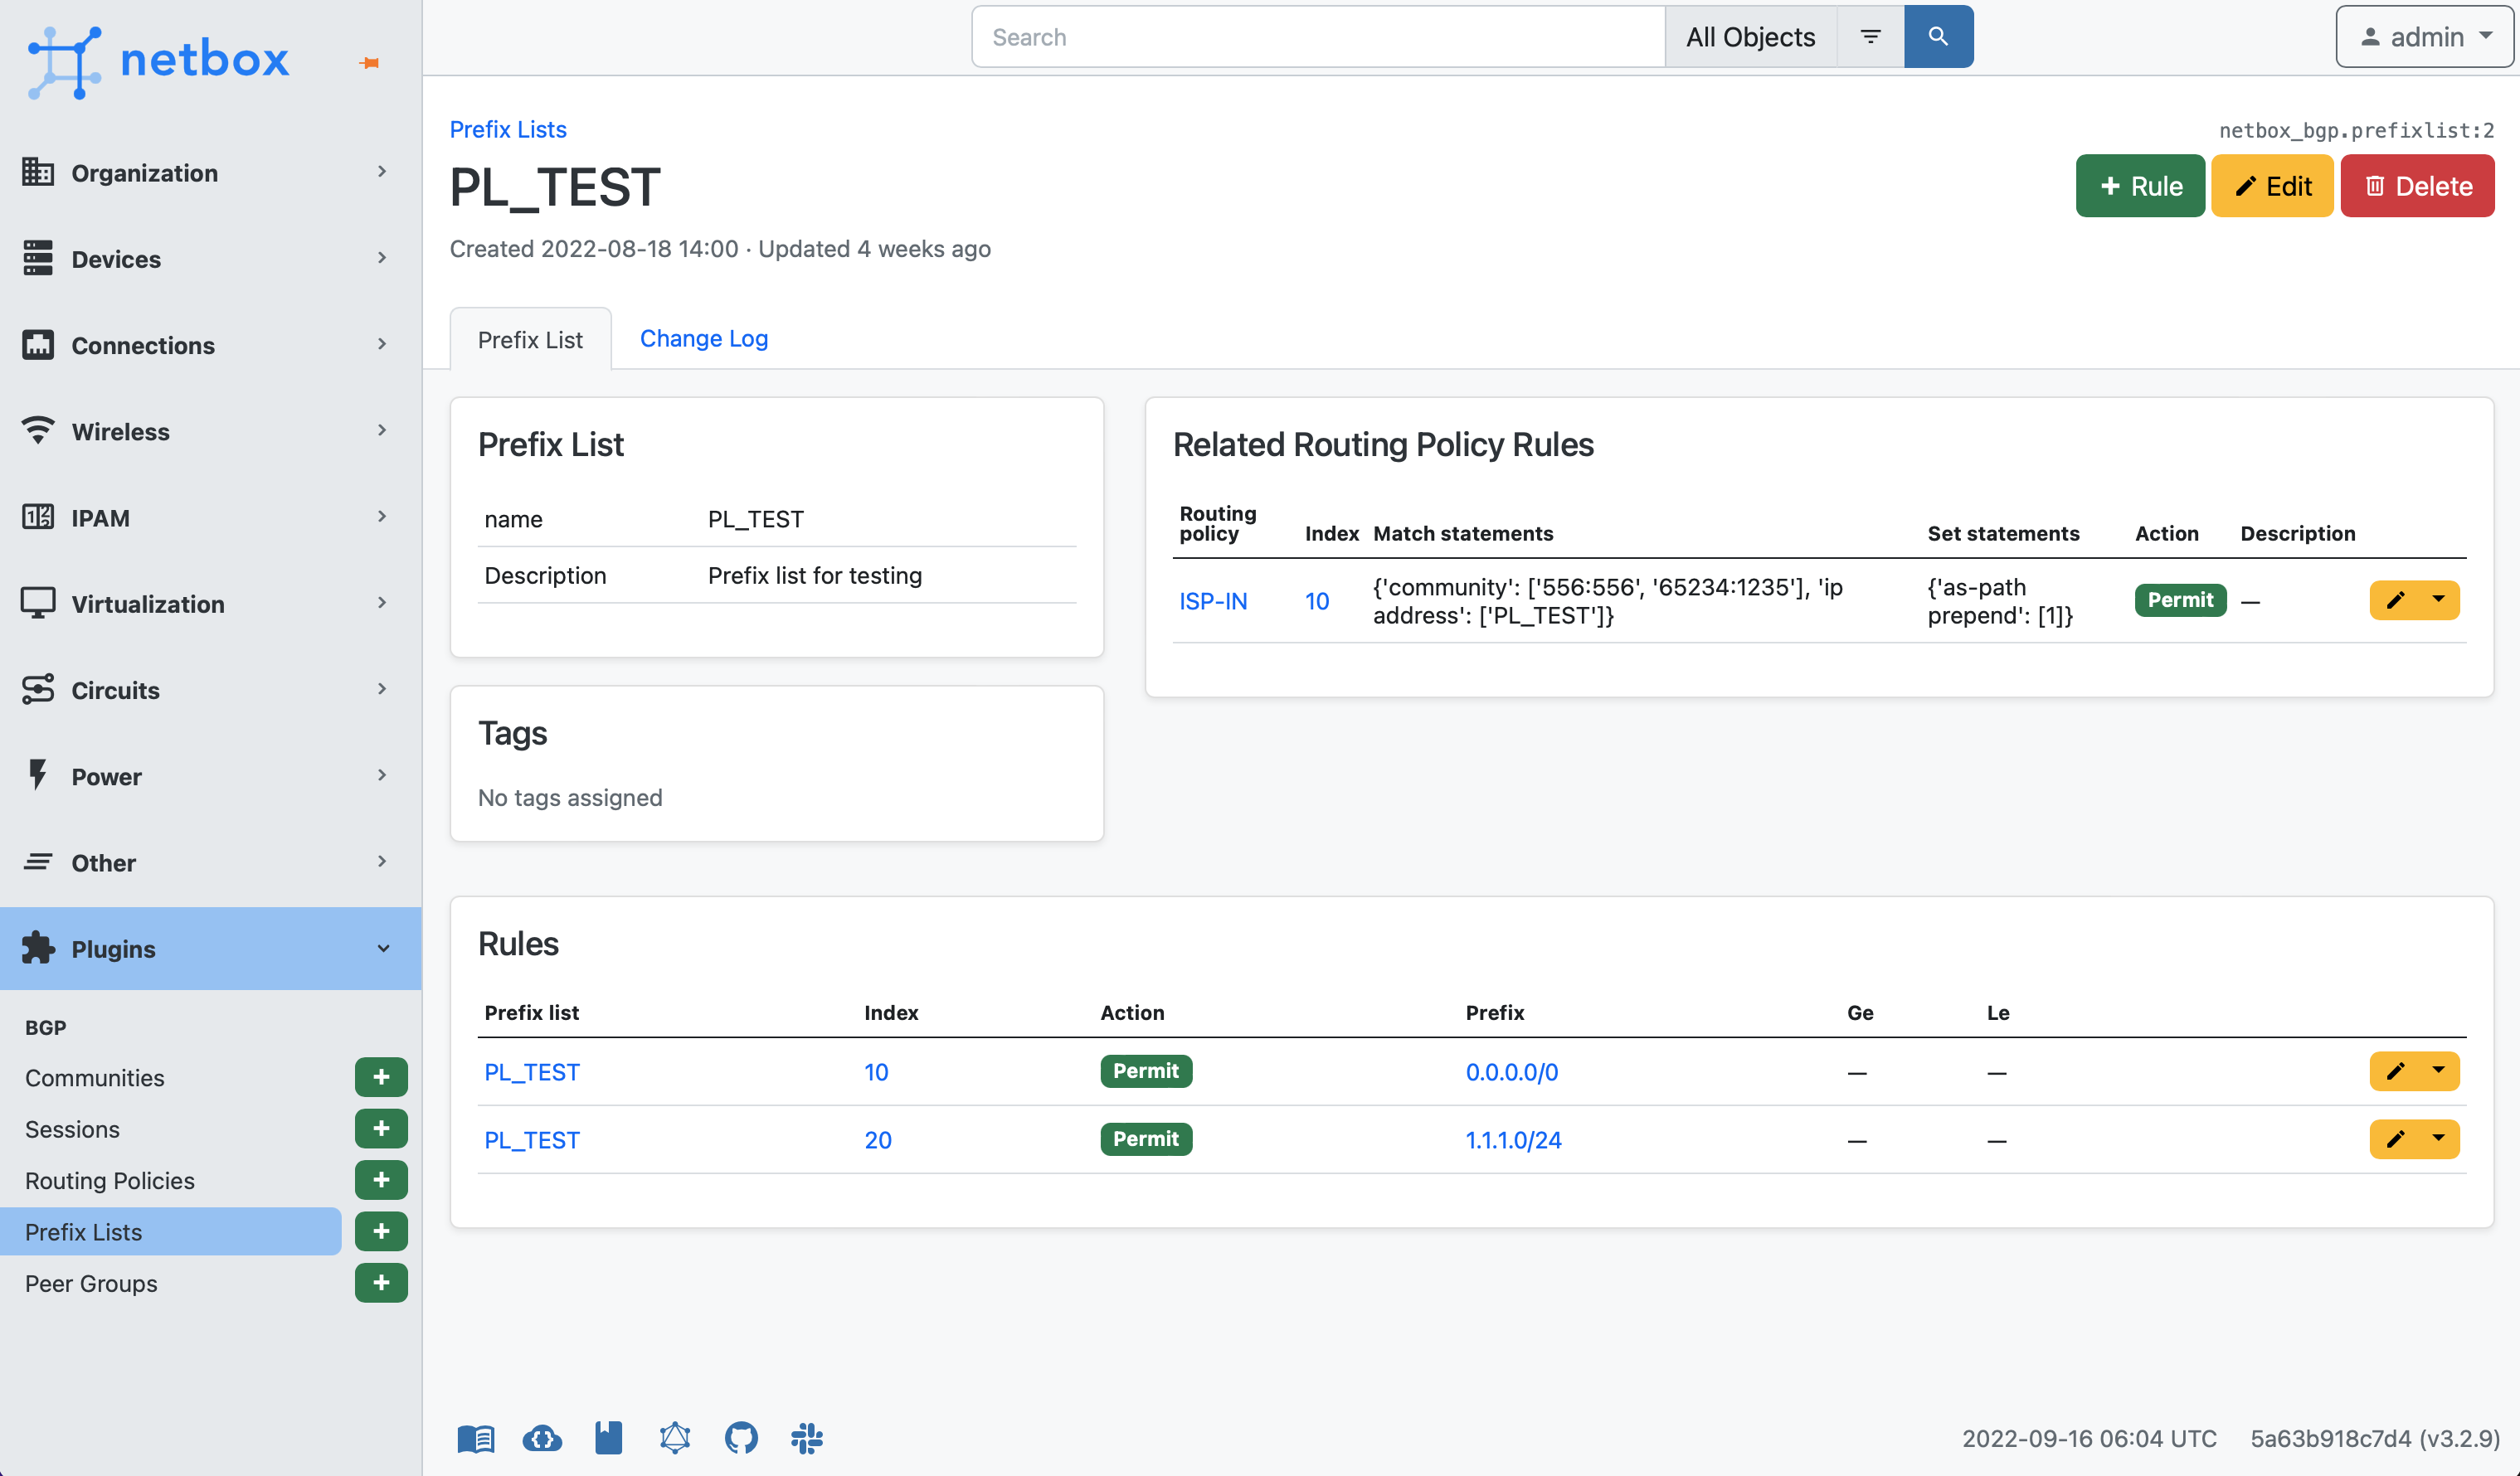 netbox
Search
All Objects
admin
Organization
Devices
Connections
Wireless
IPAM
Virtualization
Circuits
Power
Other
Plugins
BGP
Communities
Sessions
Routing Policies
Prefix Lists
Peer Groups
Prefix Lists
netbox_bgp.prefixlist:2
PL_TEST
+ Rule
Edit
Delete
Created 2022-08-18 14:00 · Updated 4 weeks ago
Prefix List
Change Log
Prefix List
name PL_TEST
Description Prefix list for testing
Tags
No tags assigned
Related Routing Policy Rules
Routing policy Index Match statements Set statements Action Description
ISP-IN 10 {'community': ['556:556', '65234:1235'], 'ip address': ['PL_TEST']} {'as-path prepend': [1]} Permit —
Rules
Prefix list Index Action Prefix Ge Le
PL_TEST 10 Permit 0.0.0.0/0 — —
PL_TEST 20 Permit 1.1.1.0/24 — —
2022-09-16 06:04 UTC 5a63b918c7d4 (v3.2.9)